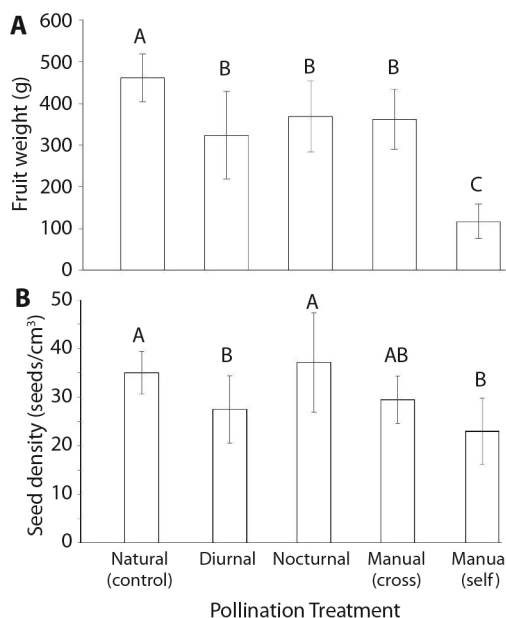 A
Fruit weight (g)
600
500
400
300
200
100
0
A
B
B
B
C
B
Seed density (seeds/cm³)
50
40
30
20
10
0
A
B
A
AB
B
Natural Diurnal Nocturnal Manual Manua
(control) (cross) (self)
Pollination Treatment